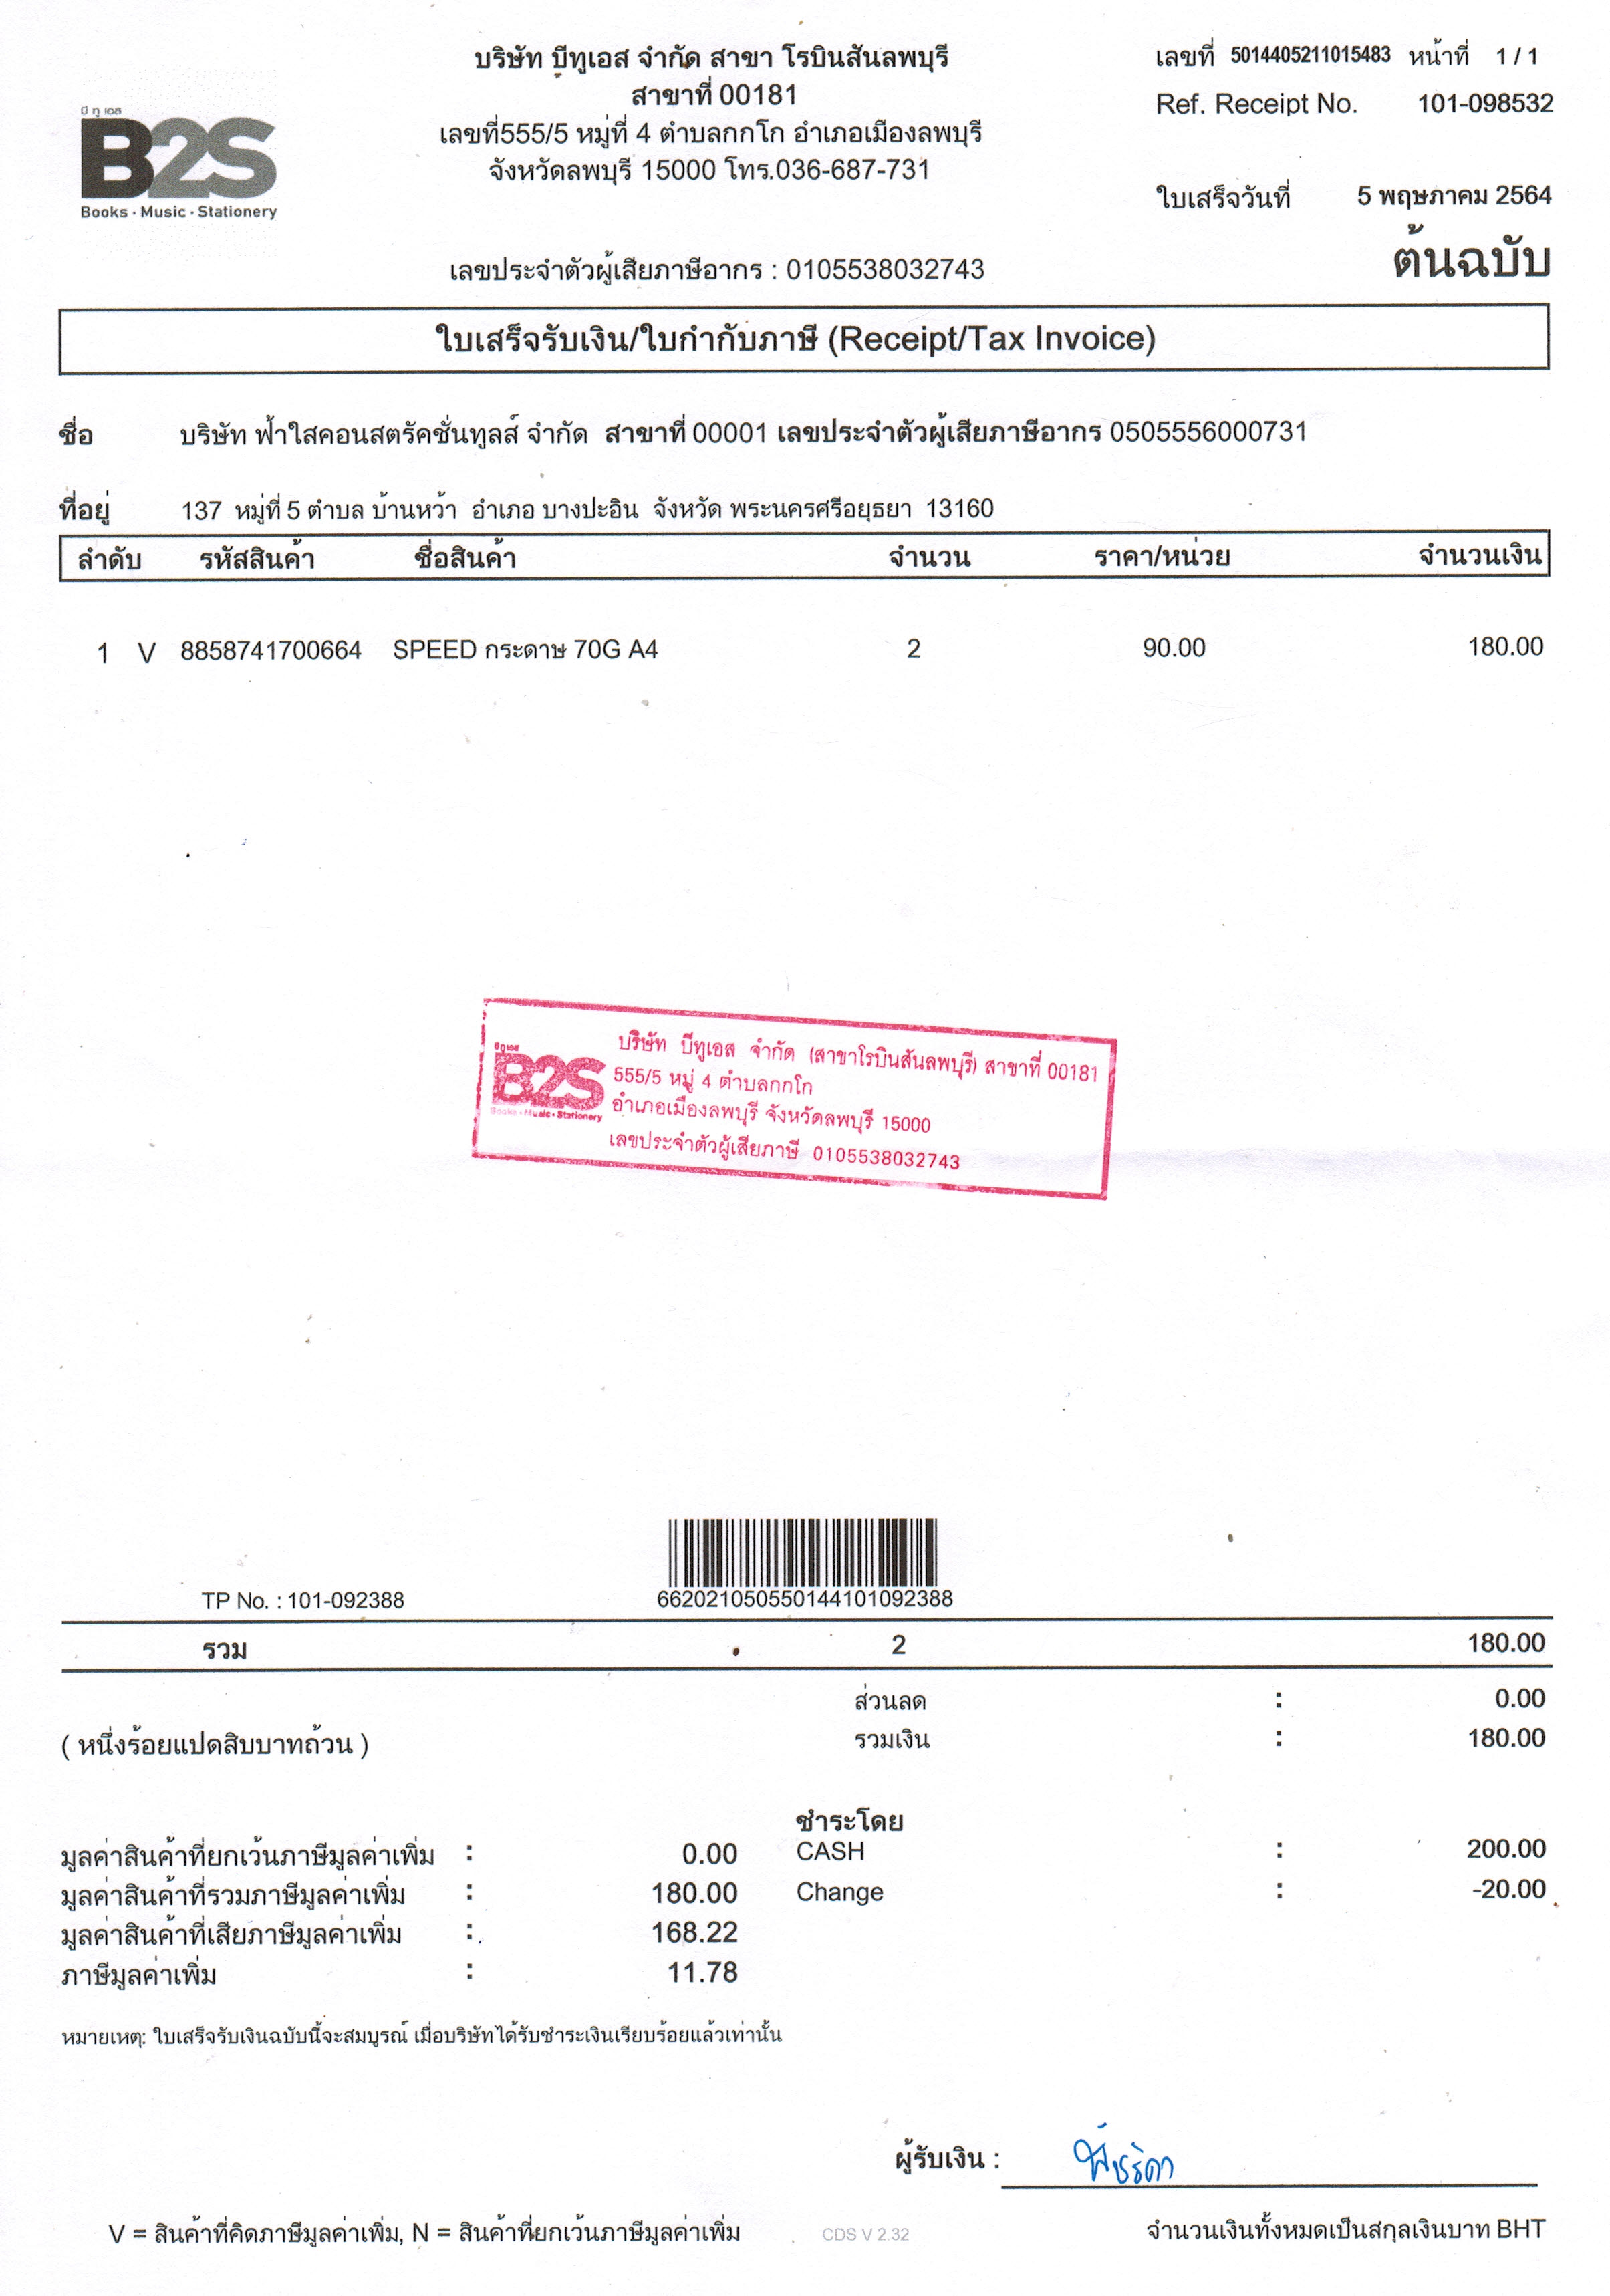 บริษัท บีทูเอส จำกัด สาขา โรบินสันลพบุรี
สาขาที่ 00181
เลขที่555/5 หมู่ที่ 4 ตำบลกกโก อำเภอเมืองลพบุรี
จังหวัดลพบุรี 15000 โทร.036-687-731
เลขประจำตัวผู้เสียภาษีอากร : 0105538032743
บี ทู เอส
B2S
Books · Music · Stationery
เลขที่ 5014405211015483 หน้าที่ 1 / 1
Ref. Receipt No. 101-098532
ใบเสร็จวันที่ 5 พฤษภาคม 2564
ต้นฉบับ
ใบเสร็จรับเงิน/ใบกำกับภาษี (Receipt/Tax Invoice)
ชื่อ บริษัท ฟ้าใสคอนสตรัคชั่นทูลส์ จำกัด สาขาที่ 00001 เลขประจำตัวผู้เสียภาษีอากร 0505556000731
ที่อยู่ 137 หมู่ที่ 5 ตำบล บ้านหว้า อำเภอ บางปะอิน จังหวัด พระนครศรีอยุธยา 13160
ลำดับ รหัสสินค้า ชื่อสินค้า จำนวน ราคา/หน่วย จำนวนเงิน
1 V 8858741700664 SPEED กระดาษ 70G A4 2 90.00 180.00
บี ทู เอส
B2S
Books · Music · Stationery
บริษัท บีทูเอส จำกัด (สาขาโรบินสันลพบุรี) สาขาที่ 00181
555/5 หมู่ 4 ตำบลกกโก
อำเภอเมืองลพบุรี จังหวัดลพบุรี 15000
เลขประจำตัวผู้เสียภาษี 0105538032743
TP No. : 101-092388
662021050550144101092388
รวม 2 180.00
ส่วนลด : 0.00
( หนึ่งร้อยแปดสิบบาทถ้วน ) รวมเงิน : 180.00
ชำระโดย
มูลค่าสินค้าที่ยกเว้นภาษีมูลค่าเพิ่ม : 0.00 CASH : 200.00
มูลค่าสินค้าที่รวมภาษีมูลค่าเพิ่ม : 180.00 Change : -20.00
มูลค่าสินค้าที่เสียภาษีมูลค่าเพิ่ม : 168.22
ภาษีมูลค่าเพิ่ม : 11.78
หมายเหตุ: ใบเสร็จรับเงินฉบับนี้จะสมบูรณ์ เมื่อบริษัทได้รับชำระเงินเรียบร้อยแล้วเท่านั้น
ผู้รับเงิน :
V = สินค้าที่คิดภาษีมูลค่าเพิ่ม, N = สินค้าที่ยกเว้นภาษีมูลค่าเพิ่ม CDS V 2.32 จำนวนเงินทั้งหมดเป็นสกุลเงินบาท BHT